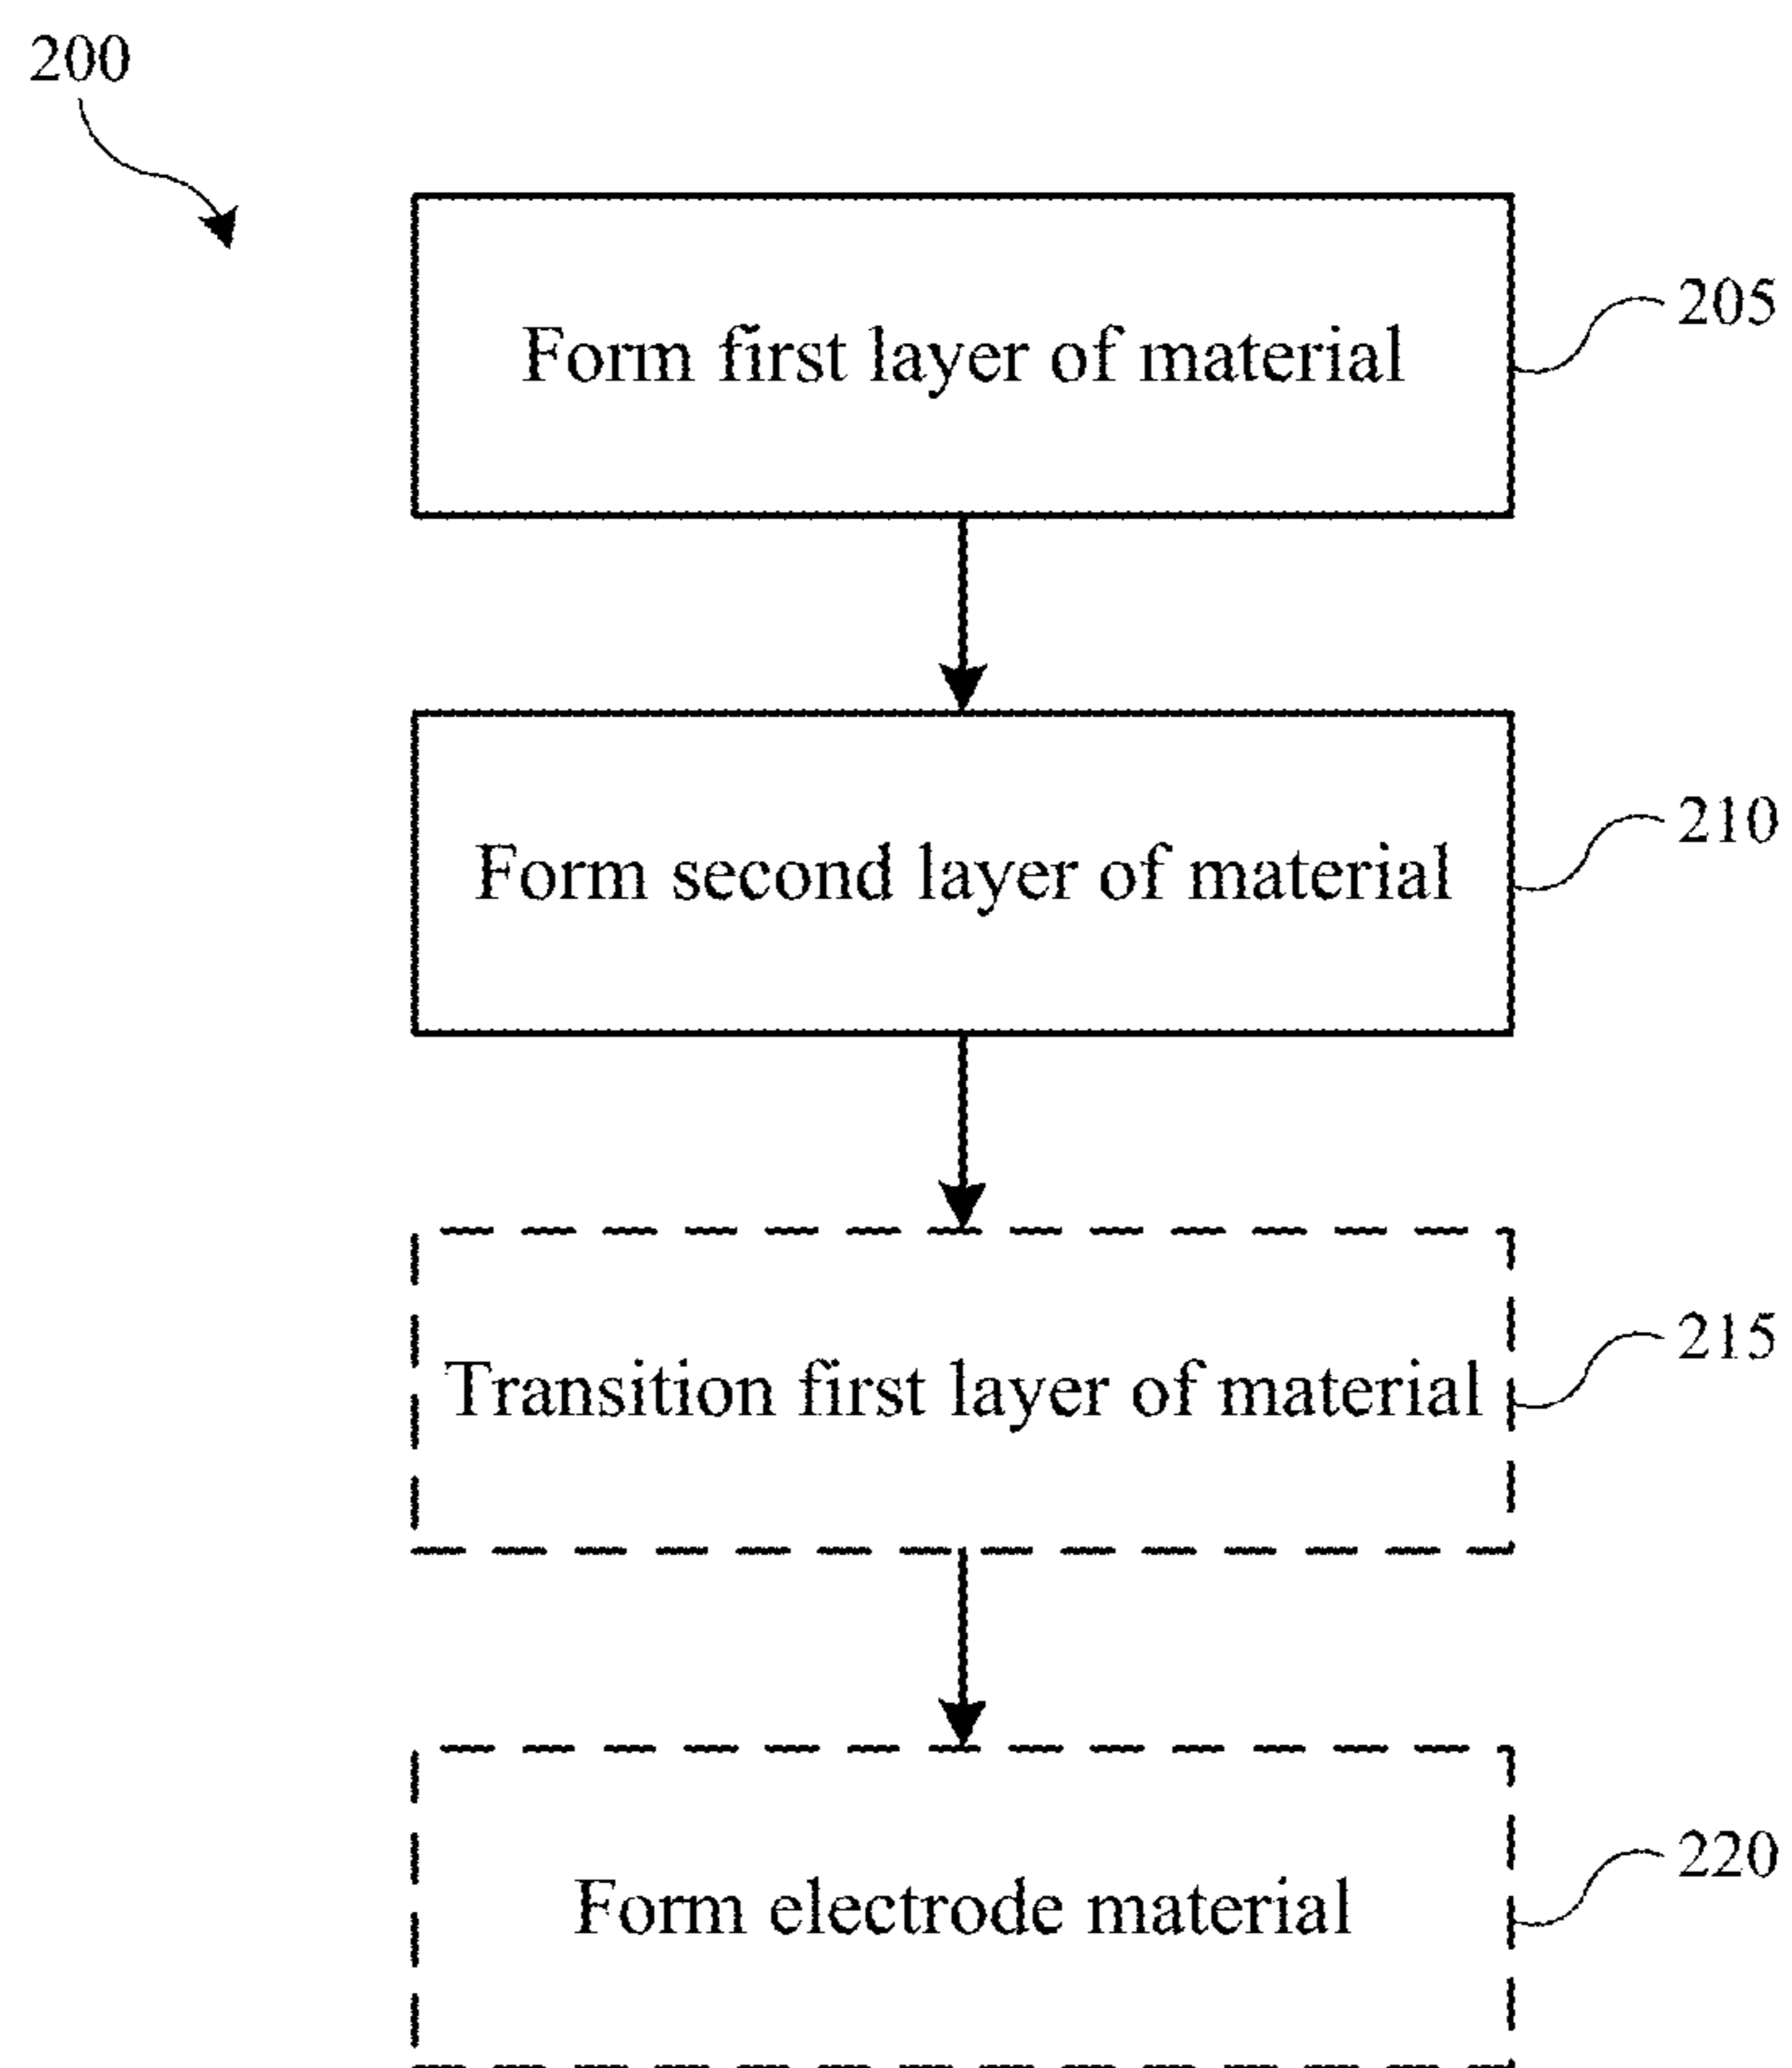 200
Form first layer of material
205
Form second layer of material
210
Transition first layer of material
215
Form electrode material
220